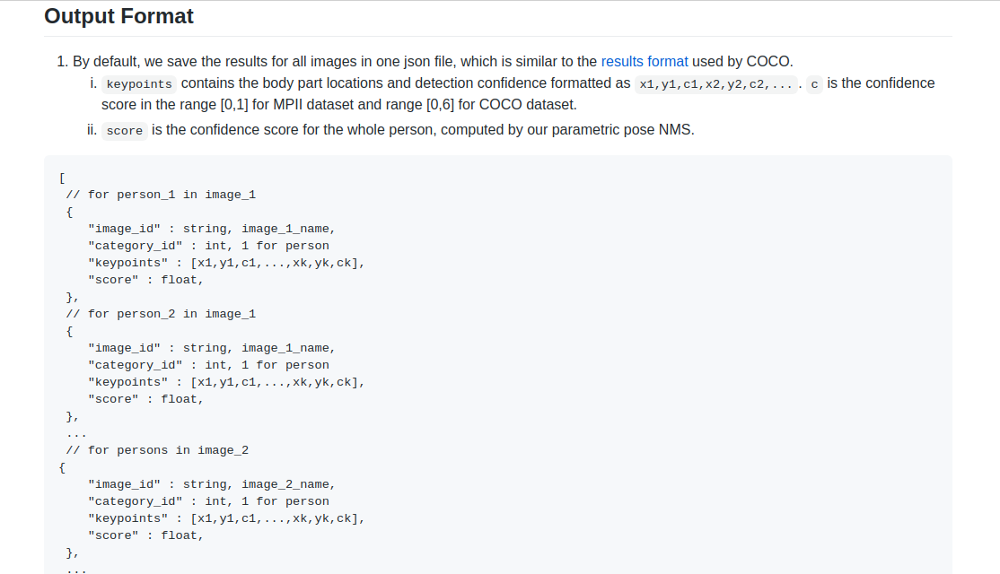 Output Format
1. By default, we save the results for all images in one json file, which is similar to the results format used by COCO.
i. keypoints contains the body part locations and detection confidence formatted as x1,y1,c1,x2,y2,c2,... . c is the confidence
score in the range [0,1] for MPII dataset and range [0,6] for COCO dataset.
ii. score is the confidence score for the whole person, computed by our parametric pose NMS.
[
// for person_1 in image_1
{
"image_id" : string, image_1_name,
"category_id" : int, 1 for person
"keypoints" : [x1,y1,c1,...,xk,yk,ck],
"score" : float,
},
// for person_2 in image_1
{
"image_id" : string, image_1_name,
"category_id" : int, 1 for person
"keypoints" : [x1,y1,c1,...,xk,yk,ck],
"score" : float,
},
...
// for persons in image_2
{
"image_id" : string, image_2_name,
"category_id" : int, 1 for person
"keypoints" : [x1,y1,c1,...,xk,yk,ck],
"score" : float,
},
...